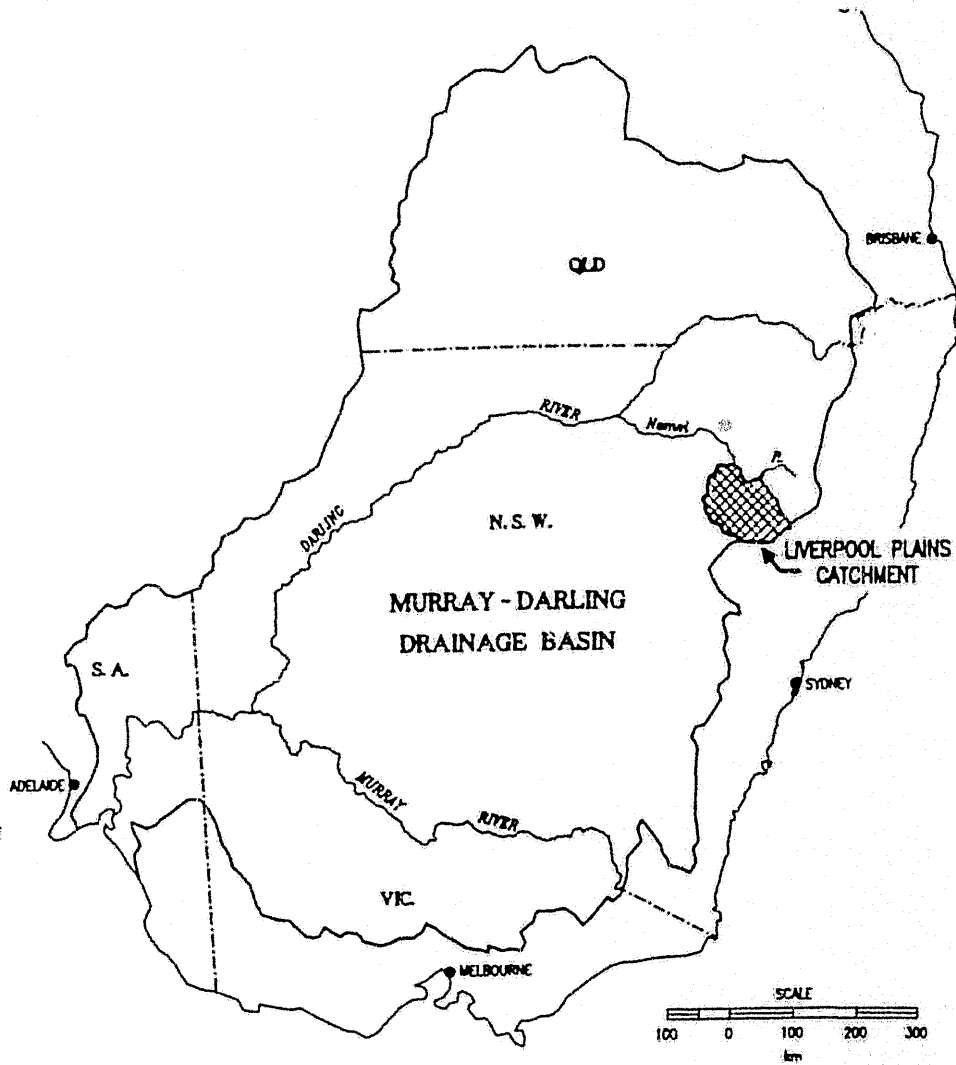 BRISBANE
QLD
RIVER
Namoi
R.
DARLING
N.S.W.
LIVERPOOL PLAINS
CATCHMENT
MURRAY - DARLING
DRAINAGE BASIN
S.A.
SYDNEY
ADELAIDE
MURRAY
RIVER
VIC.
MELBOURNE
SCALE
100 0 100 200 300
km